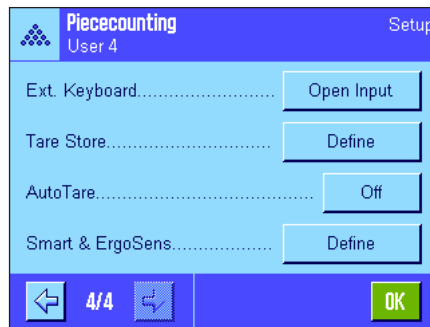 Piececounting Setup
User 4
Ext. Keyboard........................... Open Input
Tare Store................................ Define
AutoTare........................................... Off
Smart & ErgoSens................... Define
4/4 OK